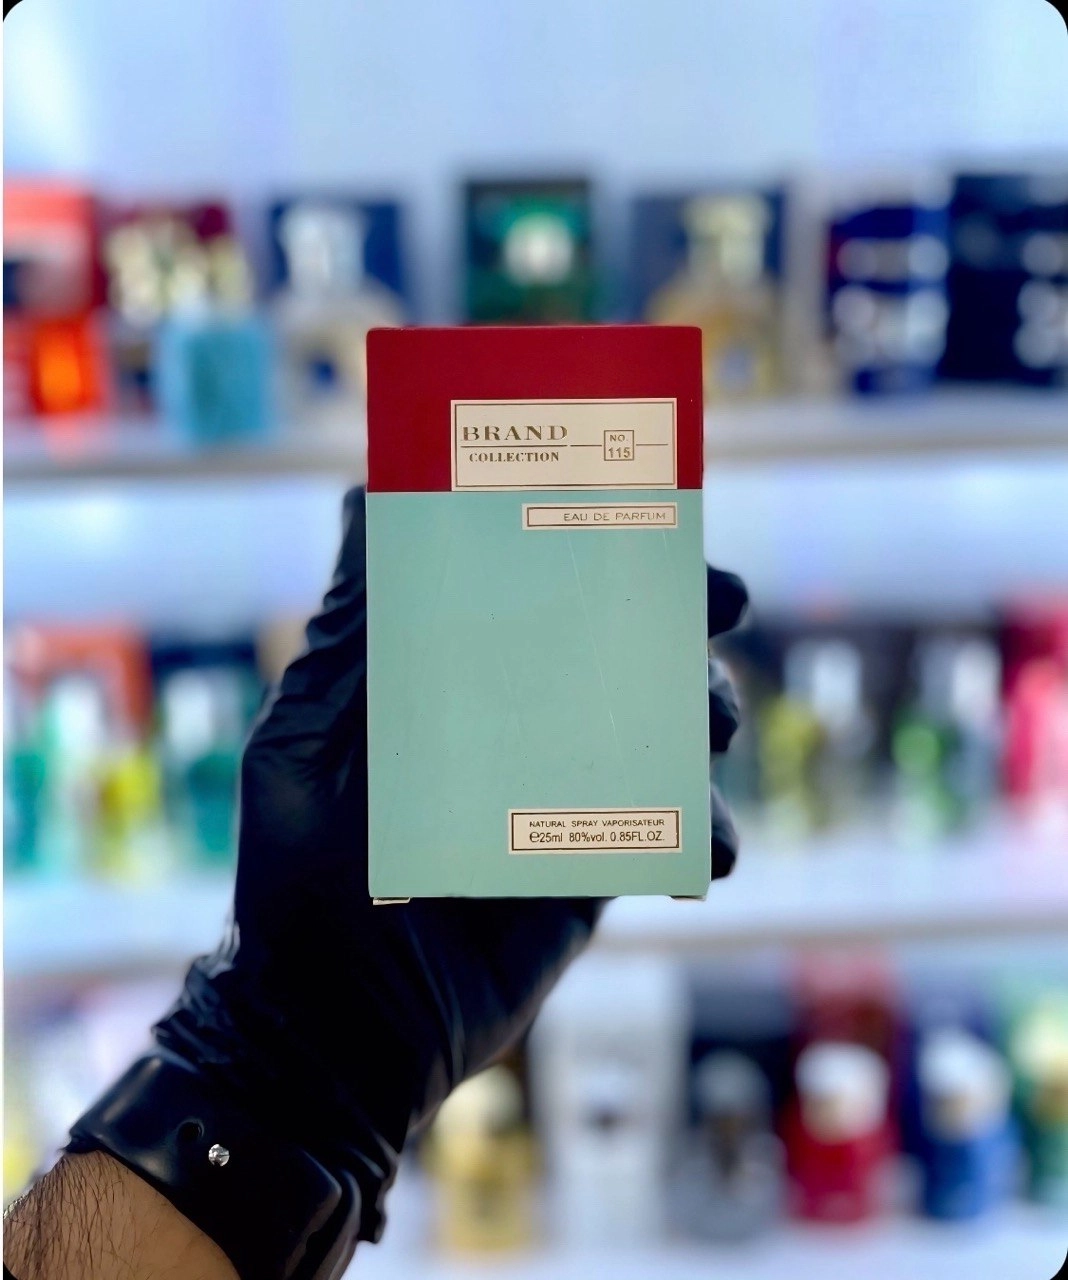 BRAND
COLLECTION
NO.
115
EAU DE PARFUM
NATURAL SPRAY VAPORISATEUR
℮25ml 80%vol. 0.85FL.OZ.